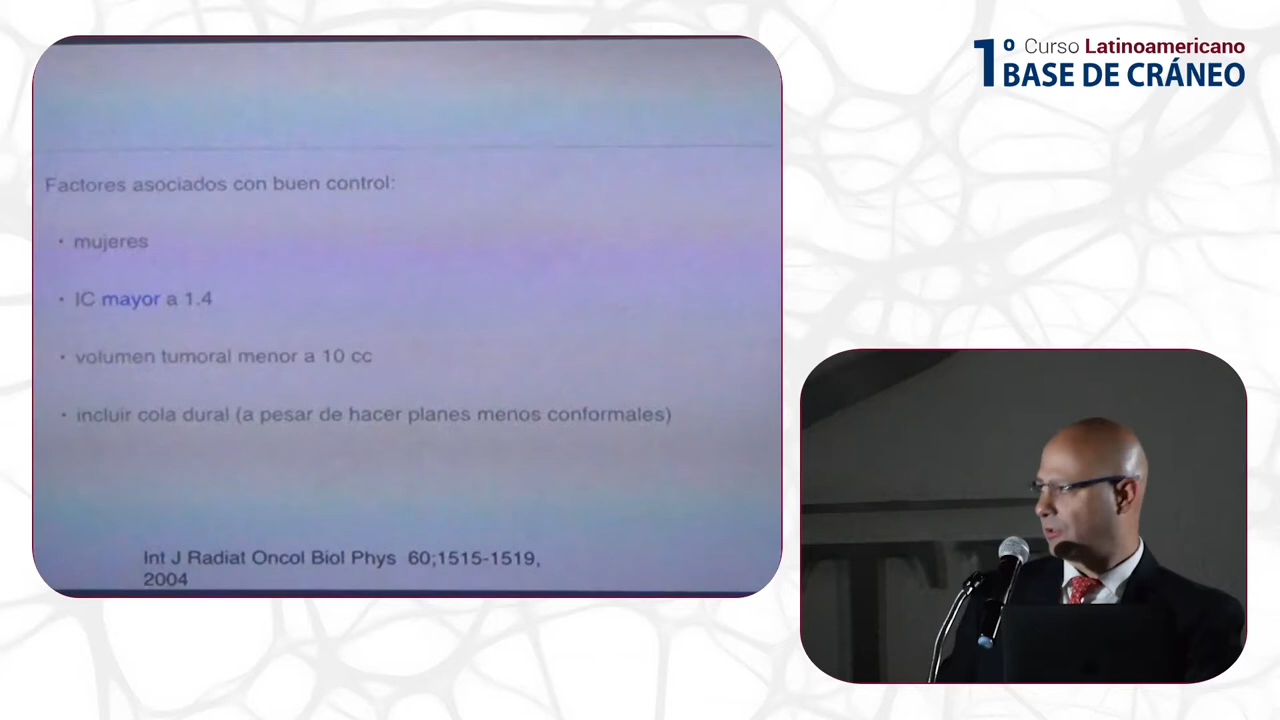 1º Curso Latinoamericano
BASE DE CRÁNEO
Factores asociados con buen control:
• mujeres
• IC mayor a 1.4
• volumen tumoral menor a 10 cc
• incluir cola dural (a pesar de hacer planes menos conformales)
Int J Radiat Oncol Biol Phys 60;1515-1519,
2004